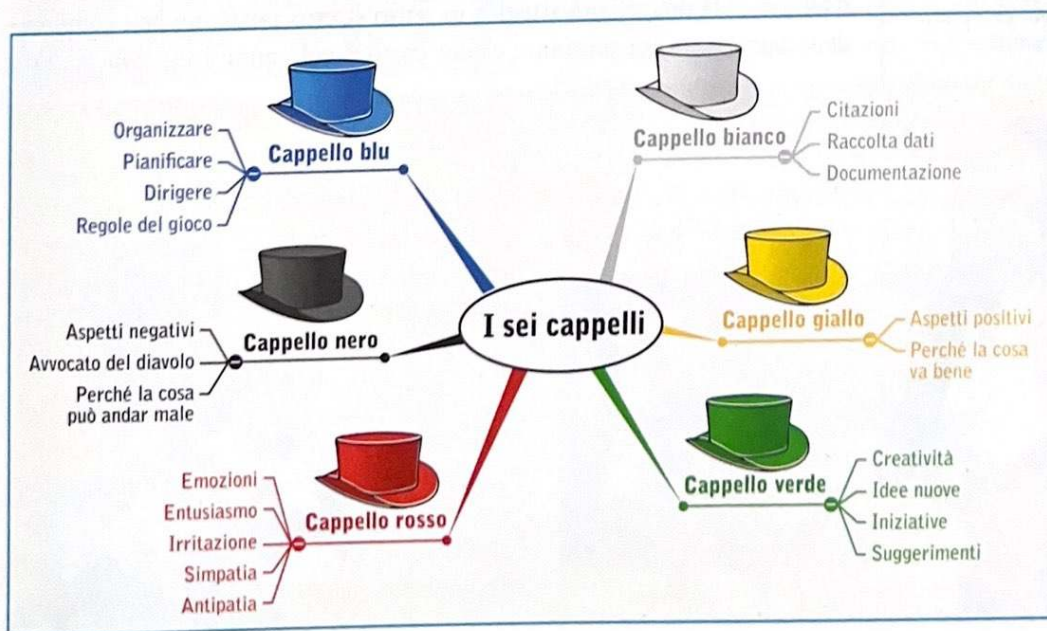 I sei cappelli
Cappello blu
Organizzare
Pianificare
Dirigere
Regole del gioco
Cappello nero
Aspetti negativi
Avvocato del diavolo
Perché la cosa
può andar male
Cappello rosso
Emozioni
Entusiasmo
Irritazione
Simpatia
Antipatia
Cappello bianco
Citazioni
Raccolta dati
Documentazione
Cappello giallo
Aspetti positivi
Perché la cosa
va bene
Cappello verde
Creatività
Idee nuove
Iniziative
Suggerimenti